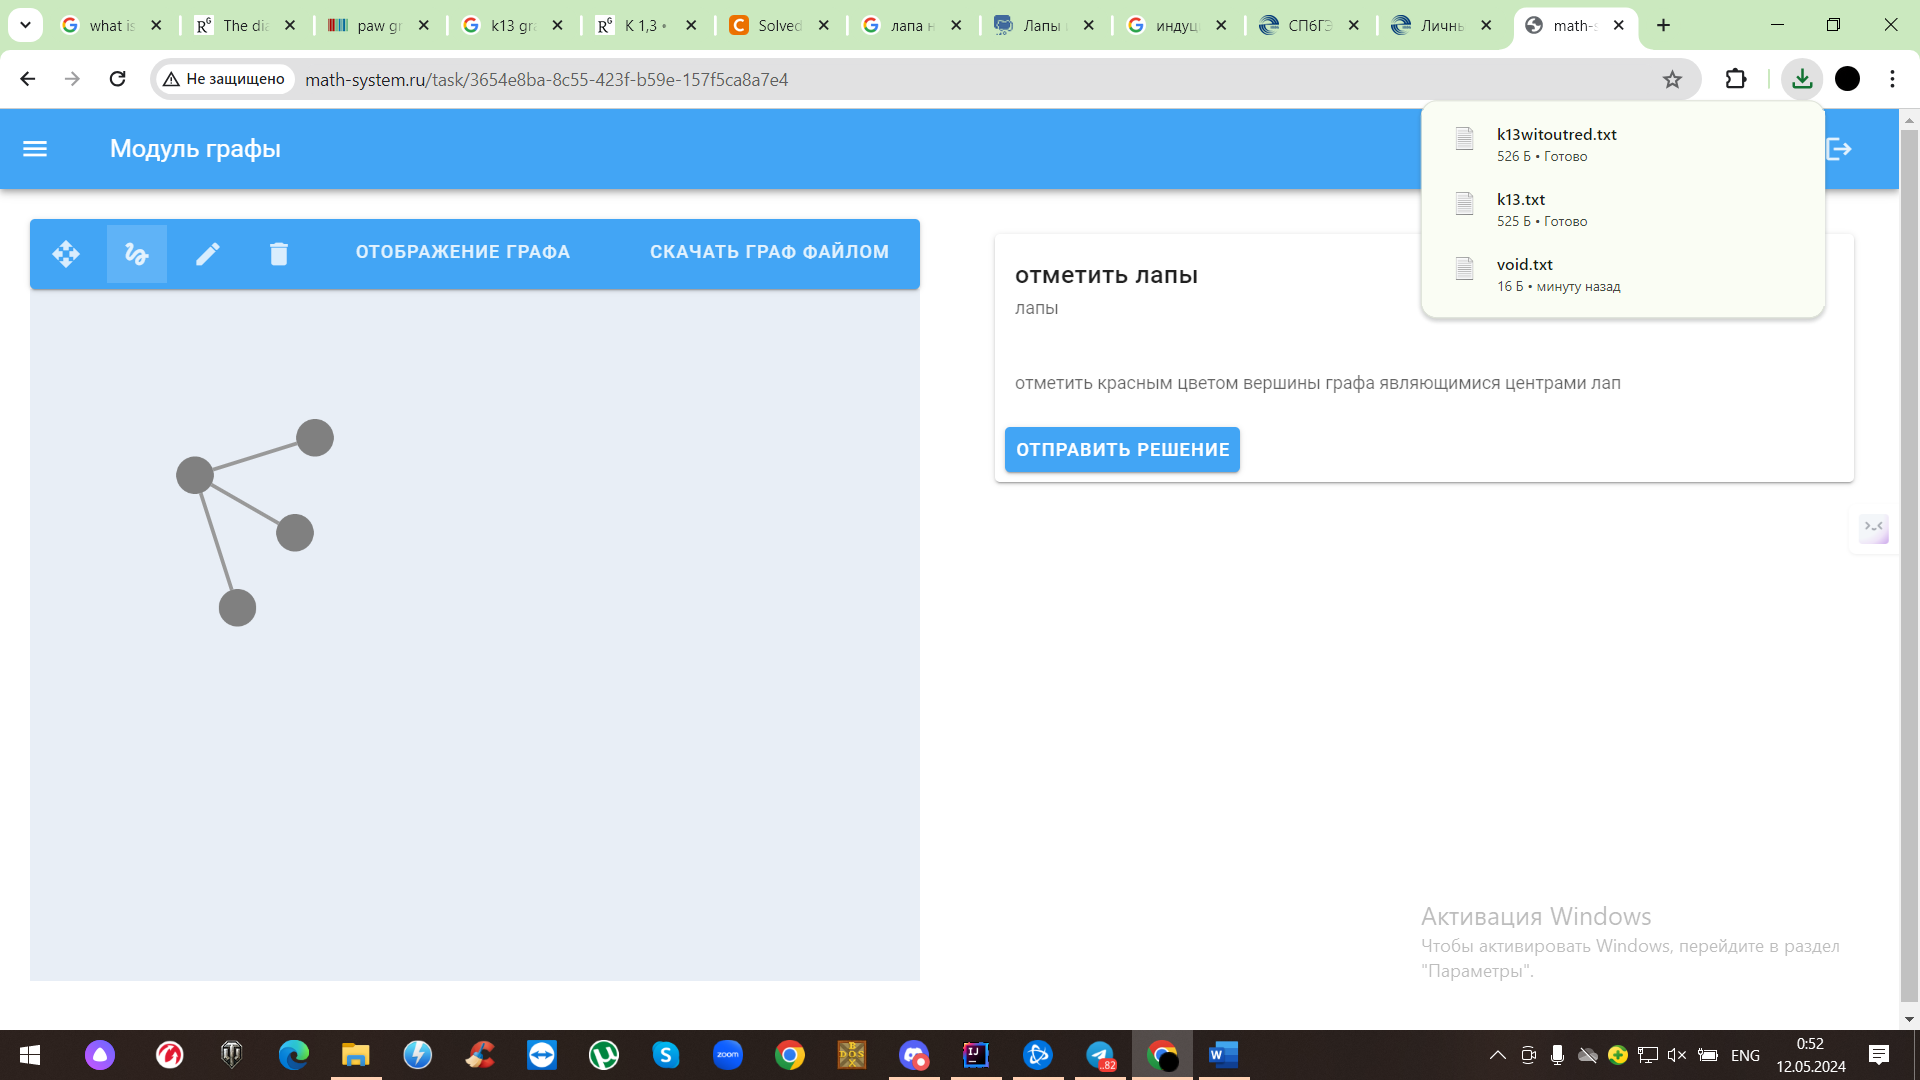 what is
The dia
paw gr
k13 gra
K 1,3 •
Solved
лапа н
Лапы и
индуц
СПбГЭ
Личнь
math-s
Не защищено
math-system.ru/task/3654e8ba-8c55-423f-b59e-157f5ca8a7e4
Модуль графы
k13witoutred.txt
526 Б • Готово
k13.txt
525 Б • Готово
void.txt
16 Б • минуту назад
ОТОБРАЖЕНИЕ ГРАФА
СКАЧАТЬ ГРАФ ФАЙЛОМ
отметить лапы
лапы
отметить красным цветом вершины графа являющимися центрами лап
ОТПРАВИТЬ РЕШЕНИЕ
Активация Windows
Чтобы активировать Windows, перейдите в раздел
"Параметры".
zoom
82
ENG
0:52
12.05.2024